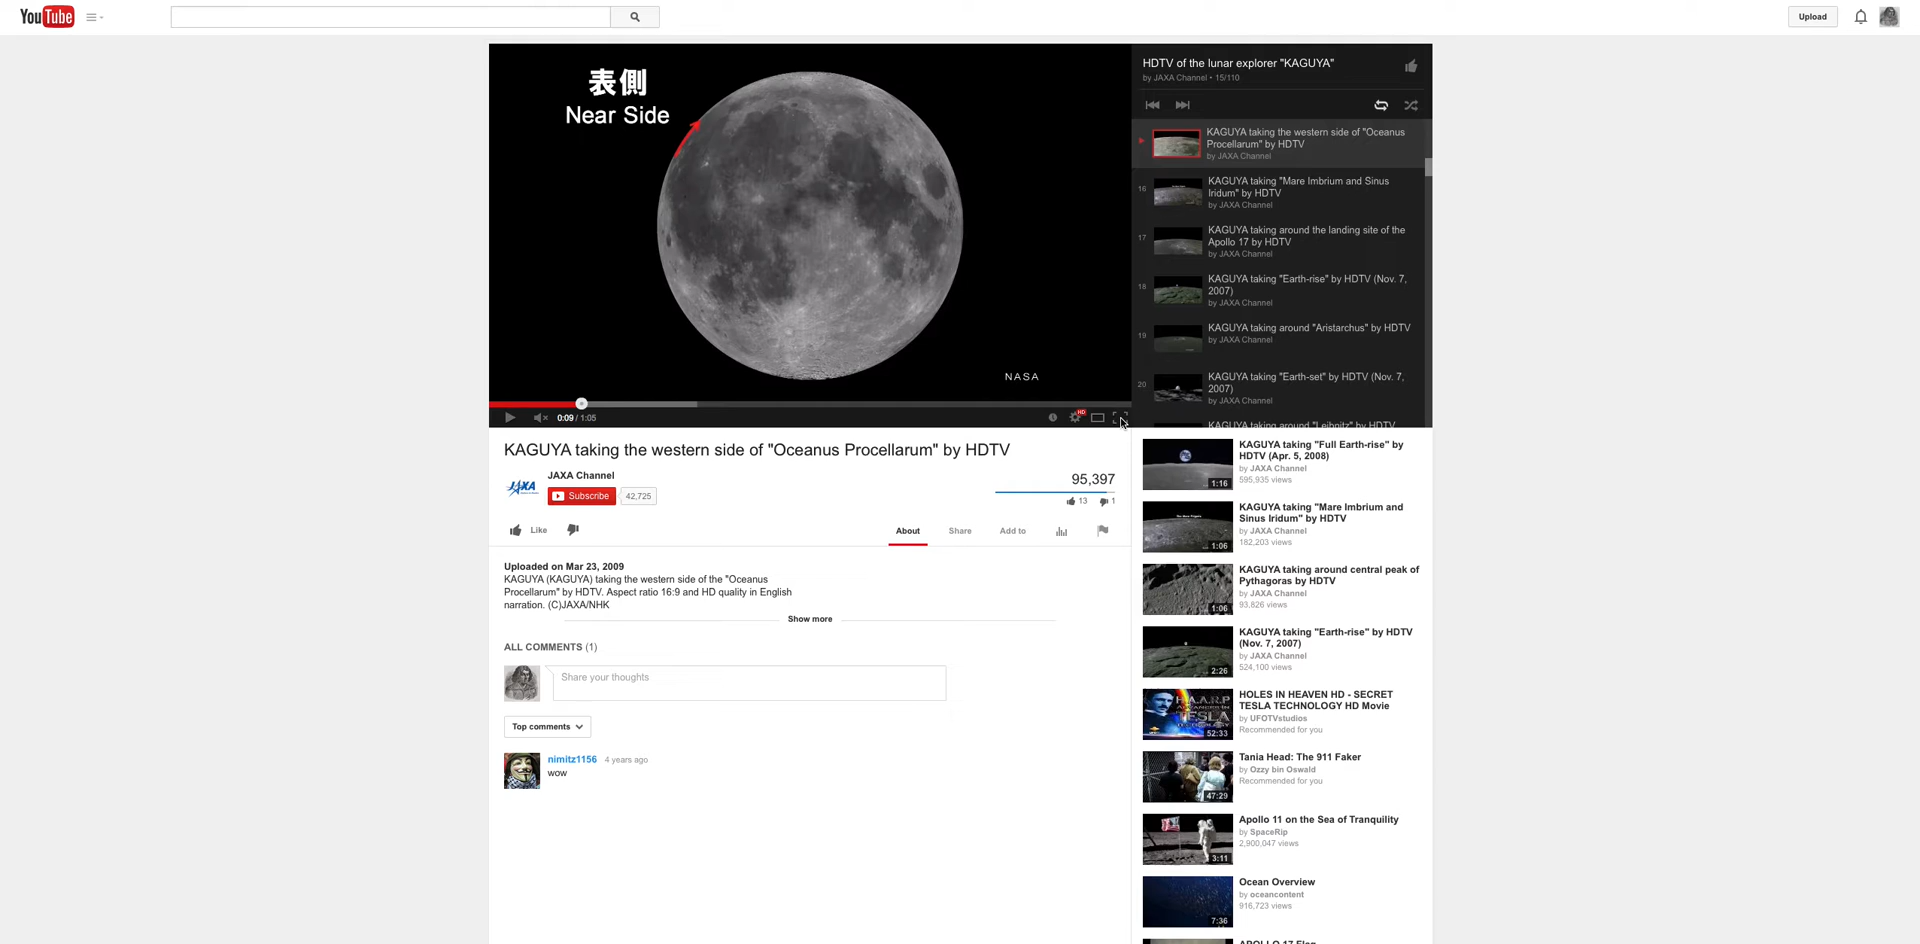 YouTube
Upload
表側
Near Side
NASA
HD
0:09 / 1:05
HDTV of the lunar explorer "KAGUYA"
by JAXA Channel • 15/110
KAGUYA taking the western side of "Oceanus
Procellarum" by HDTV
by JAXA Channel
16
KAGUYA taking "Mare Imbrium and Sinus
Iridum" by HDTV
by JAXA Channel
17
KAGUYA taking around the landing site of the
Apollo 17 by HDTV
by JAXA Channel
18
KAGUYA taking "Earth-rise" by HDTV (Nov. 7,
2007)
by JAXA Channel
19
KAGUYA taking around "Aristarchus" by HDTV
by JAXA Channel
20
KAGUYA taking "Earth-set" by HDTV (Nov. 7,
2007)
by JAXA Channel
KAGUYA taking around "Leibnitz" by HDTV
KAGUYA taking the western side of "Oceanus Procellarum" by HDTV
JAXA
JAXA Channel
Subscribe 42,725
95,397
13 1
Like
About Share Add to
Uploaded on Mar 23, 2009
KAGUYA (KAGUYA) taking the western side of the "Oceanus
Procellarum" by HDTV. Aspect ratio 16:9 and HD quality in English
narration. (C)JAXA/NHK
Show more
ALL COMMENTS (1)
Share your thoughts
Top comments
nimitz1156 4 years ago
wow
KAGUYA taking "Full Earth-rise" by
HDTV (Apr. 5, 2008)
by JAXA Channel
595,935 views
1:16
KAGUYA taking "Mare Imbrium and
Sinus Iridum" by HDTV
by JAXA Channel
182,203 views
1:06
KAGUYA taking around central peak of
Pythagoras by HDTV
by JAXA Channel
93,826 views
1:06
KAGUYA taking "Earth-rise" by HDTV
(Nov. 7, 2007)
by JAXA Channel
524,100 views
2:26
HOLES IN HEAVEN HD - SECRET
TESLA TECHNOLOGY HD Movie
by UFOTVstudios
Recommended for you
H.A.A.R.P
TESLA
52:33
Tania Head: The 911 Faker
by Ozzy bin Oswald
Recommended for you
47:29
Apollo 11 on the Sea of Tranquility
by SpaceRip
2,900,047 views
3:11
Ocean Overview
by oceancontent
916,723 views
7:36